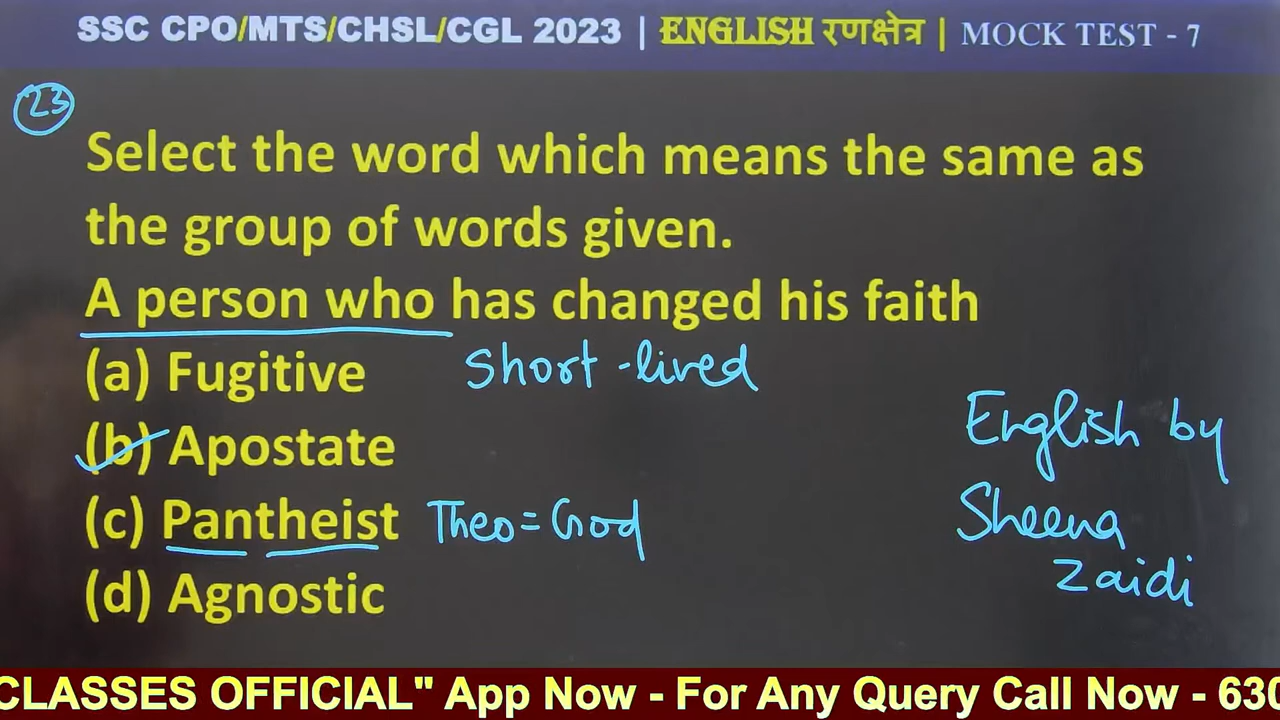 SSC CPO/MTS/CHSL/CGL 2023 | ENGLISH रणक्षेत्र | MOCK TEST - 7
23
Select the word which means the same as
the group of words given.
A person who has changed his faith
(a) Fugitive Short-lived
(b) Apostate
(c) Pantheist Theo = God
(d) Agnostic
English by
Sheena
Zaidi
CLASSES OFFICIAL" App Now - For Any Query Call Now - 630